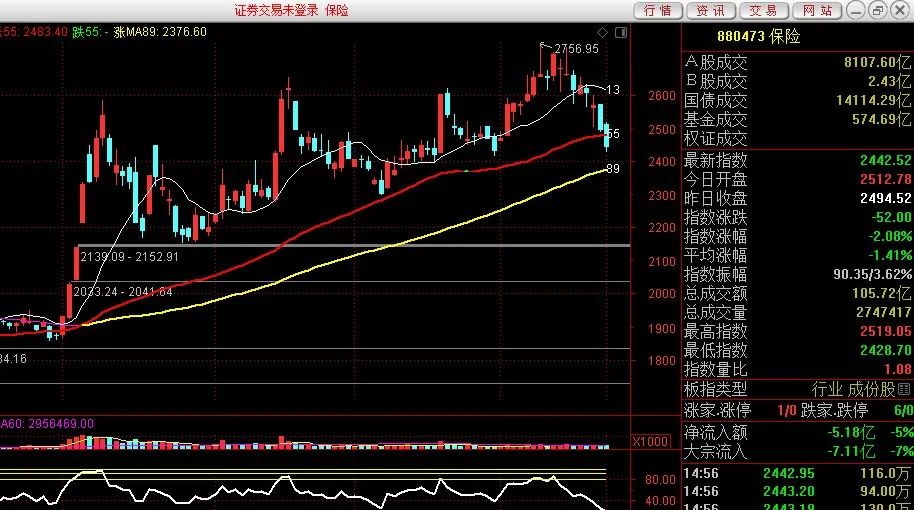 证券交易未登录 保险
行 情 资 讯 交 易 网 站
55: 2483.40 跌55: - 涨MA89: 2376.60
880473 保险
A股成交 8107.60亿
B股成交 2.43亿
国债成交 14114.29亿
基金成交 574.69亿
权证成交
最新指数 2442.52
今日开盘 2512.78
昨日收盘 2494.52
指数涨跌 -52.00
指数涨幅 -2.08%
平均涨幅 -1.41%
指数振幅 90.35/3.62%
总成交额 105.72亿
总成交量 2747417
最高指数 2519.05
最低指数 2428.70
指数量比 1.08
板指类型 行业 成份股
涨家.涨停 1/0 跌家.跌停 6/0
净流入额 -5.18亿 -5%
大宗流入 -7.11亿 -7%
14:56 2442.95 116.0万
14:56 2443.20 94.00万
14:56 2443.18 130.0万
2756.95
13
55
89
2600
2500
2400
2300
2200
2100
2000
1900
1800
2139.09 - 2152.91
2033.24 - 2041.64
34.16
A60: 2956469.00
X1000
80.00
40.00